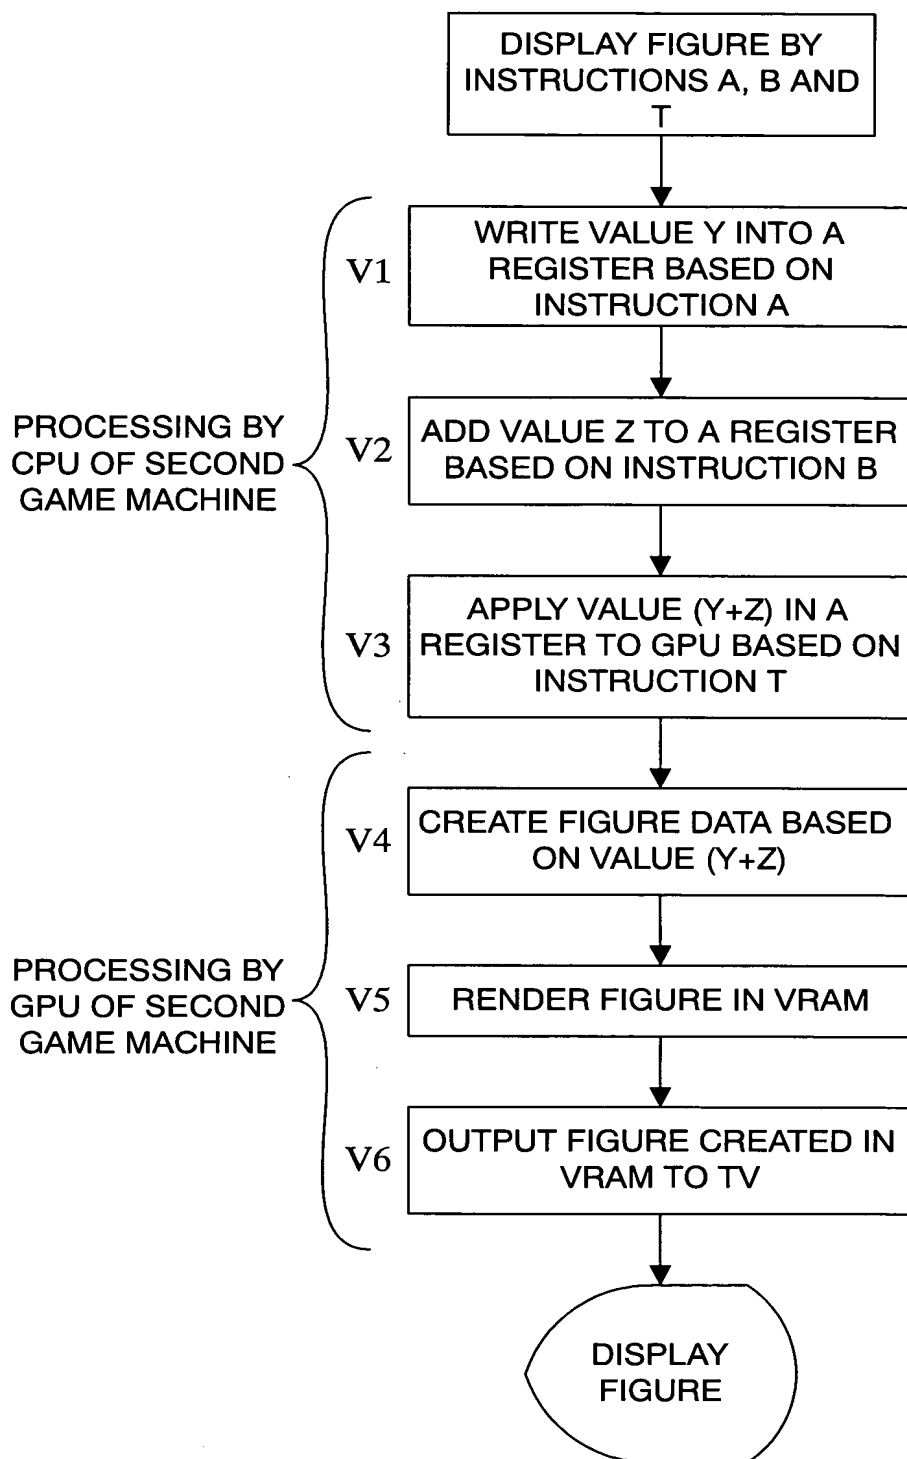 DISPLAY FIGURE BY
INSTRUCTIONS A, B AND
T
V1
WRITE VALUE Y INTO A
REGISTER BASED ON
INSTRUCTION A
PROCESSING BY
CPU OF SECOND
GAME MACHINE
V2
ADD VALUE Z TO A REGISTER
BASED ON INSTRUCTION B
V3
APPLY VALUE (Y+Z) IN A
REGISTER TO GPU BASED ON
INSTRUCTION T
V4
CREATE FIGURE DATA BASED
ON VALUE (Y+Z)
PROCESSING BY
GPU OF SECOND
GAME MACHINE
V5
RENDER FIGURE IN VRAM
V6
OUTPUT FIGURE CREATED IN
VRAM TO TV
DISPLAY
FIGURE